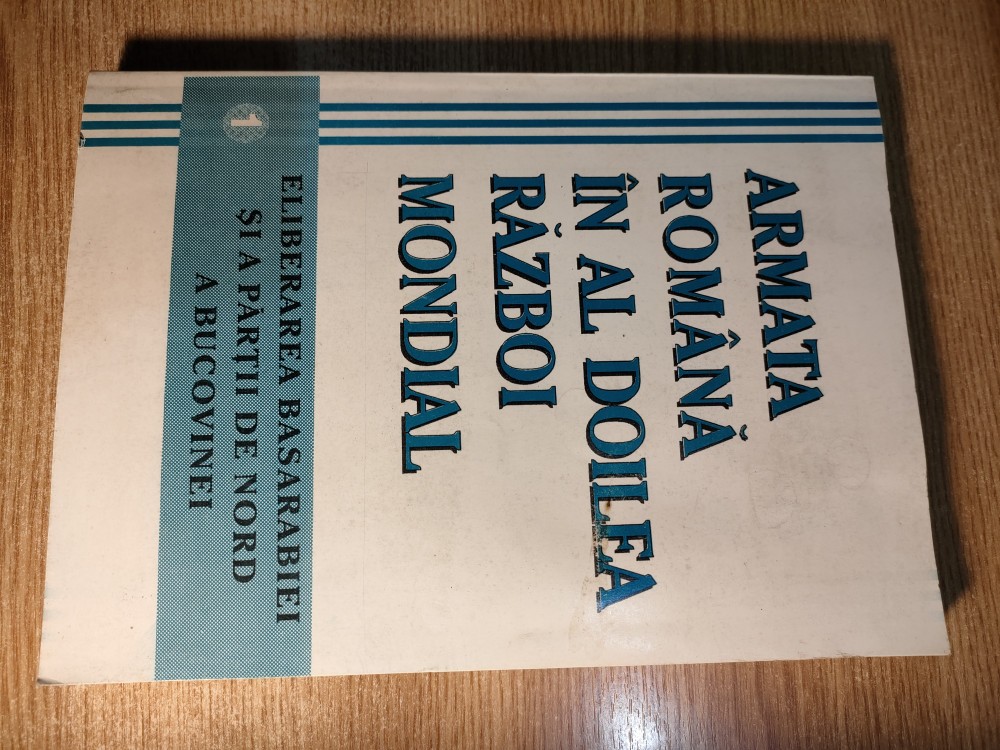 ARMATA
ROMÂNĂ
ÎN AL DOILEA
RĂZBOI
MONDIAL
1
ELIBERAREA BASARABIEI
ŞI A PĂRŢII DE NORD
A BUCOVINEI